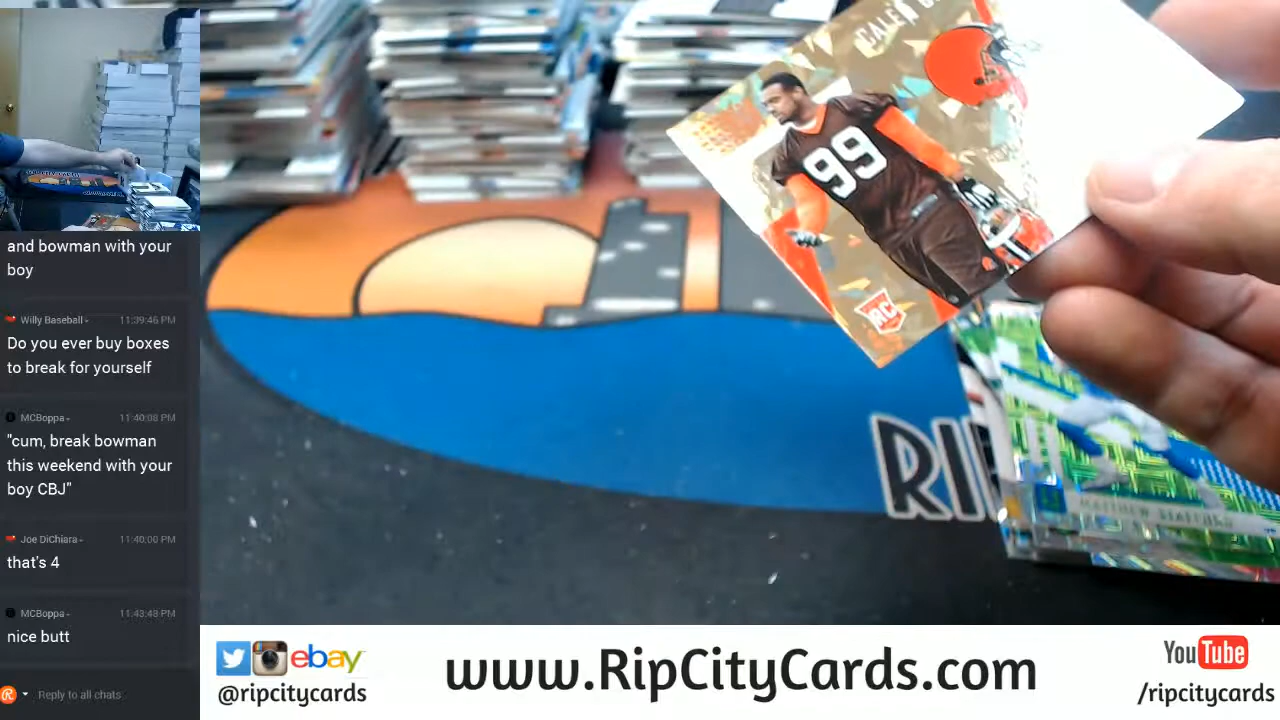 and bowman with your
boy
Willy Baseball
11:39:46 PM
Do you ever buy boxes
to break for yourself
MCBoppa
11:40:08 PM
"cum, break bowman
this weekend with your
boy CBJ"
Joe DiChiara
11:40:00 PM
that's 4
MCBoppa
11:43:48 PM
nice butt
Reply to all chats
99
RC
MATTHEW STAFFORD
RI
ebay
@ripcitycards
www.RipCityCards.com
YouTube
/ripcitycards